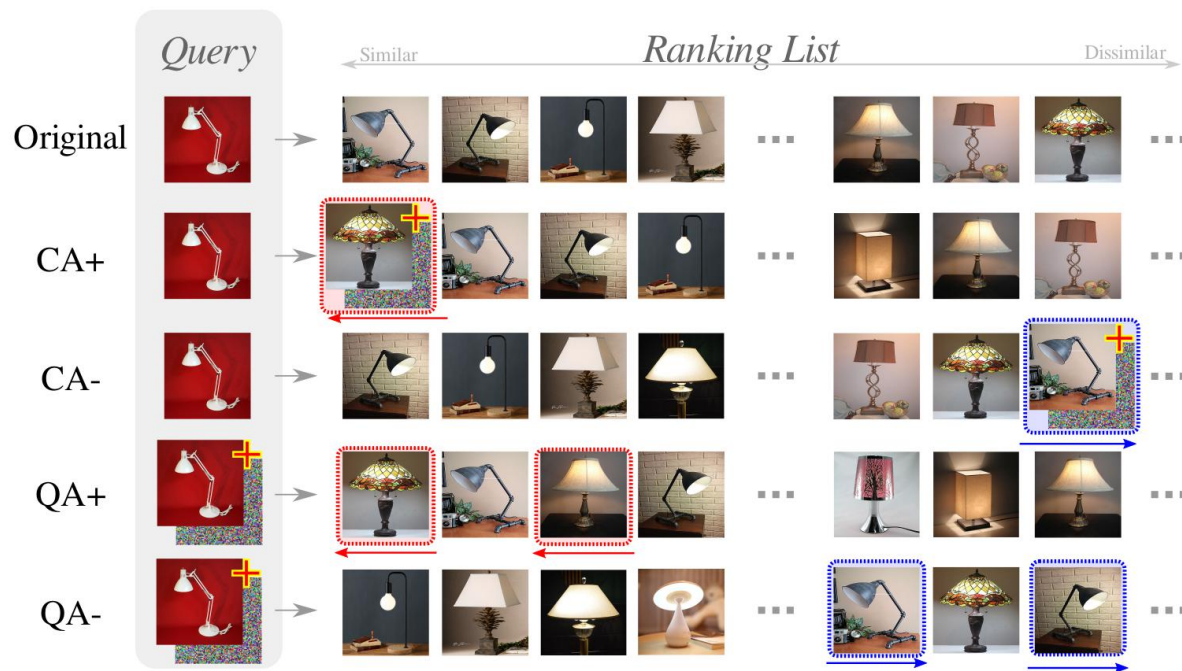 Query
Similar
Ranking List
Dissimilar
Original
CA+
CA-
QA+
QA-